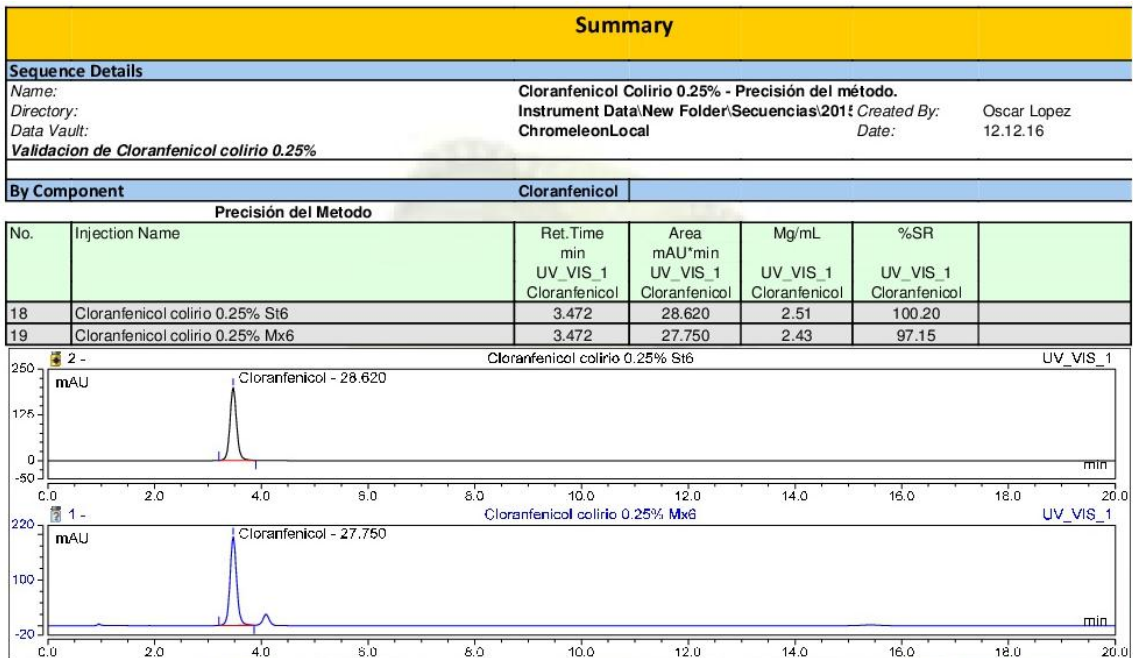 Summary
Sequence Details
Name: Cloranfenicol Colirio 0.25% - Precisión del método.
Directory: Instrument Data\New Folder\Secuencias\2015 Created By: Oscar Lopez
Data Vault: ChromeleonLocal Date: 12.12.16
Validacion de Cloranfenicol colirio 0.25%
By Component Cloranfenicol
Precisión del Metodo
No. Injection Name Ret.Time Area Mg/mL %SR
min mAU*min
UV_VIS_1 UV_VIS_1 UV_VIS_1 UV_VIS_1
Cloranfenicol Cloranfenicol Cloranfenicol Cloranfenicol
18 Cloranfenicol colirio 0.25% St6 3.472 28.620 2.51 100.20
19 Cloranfenicol colirio 0.25% Mx6 3.472 27.750 2.43 97.15
2 - Cloranfenicol colirio 0.25% St6 UV_VIS_1
250
mAU Cloranfenicol - 28.620
125
0
-50 min
0.0 2.0 4.0 6.0 8.0 10.0 12.0 14.0 16.0 18.0 20.0
1 - Cloranfenicol colirio 0.25% Mx6 UV_VIS_1
220
mAU Cloranfenicol - 27.750
100
-20 min
0.0 2.0 4.0 6.0 8.0 10.0 12.0 14.0 16.0 18.0 20.0